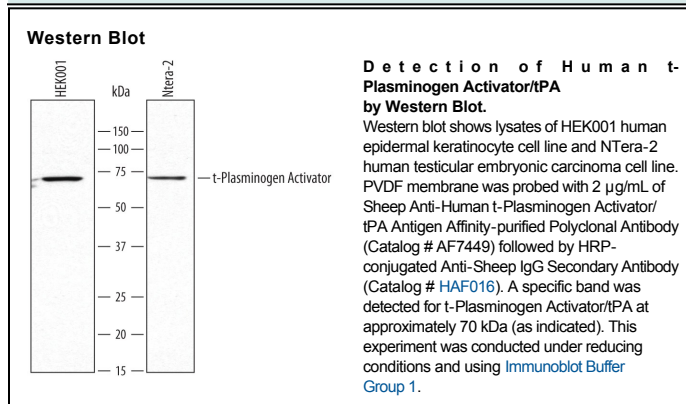 Western Blot
HEK001
kDa
Ntera-2
150
100
75
t-Plasminogen Activator
50
37
25
20
15
Detection of Human t-
Plasminogen Activator/tPA
by Western Blot.
Western blot shows lysates of HEK001 human
epidermal keratinocyte cell line and NTera-2
human testicular embryonic carcinoma cell line.
PVDF membrane was probed with 2 µg/mL of
Sheep Anti-Human t-Plasminogen Activator/
tPA Antigen Affinity-purified Polyclonal Antibody
(Catalog # AF7449) followed by HRP-
conjugated Anti-Sheep IgG Secondary Antibody
(Catalog # HAF016). A specific band was
detected for t-Plasminogen Activator/tPA at
approximately 70 kDa (as indicated). This
experiment was conducted under reducing
conditions and using Immunoblot Buffer
Group 1.